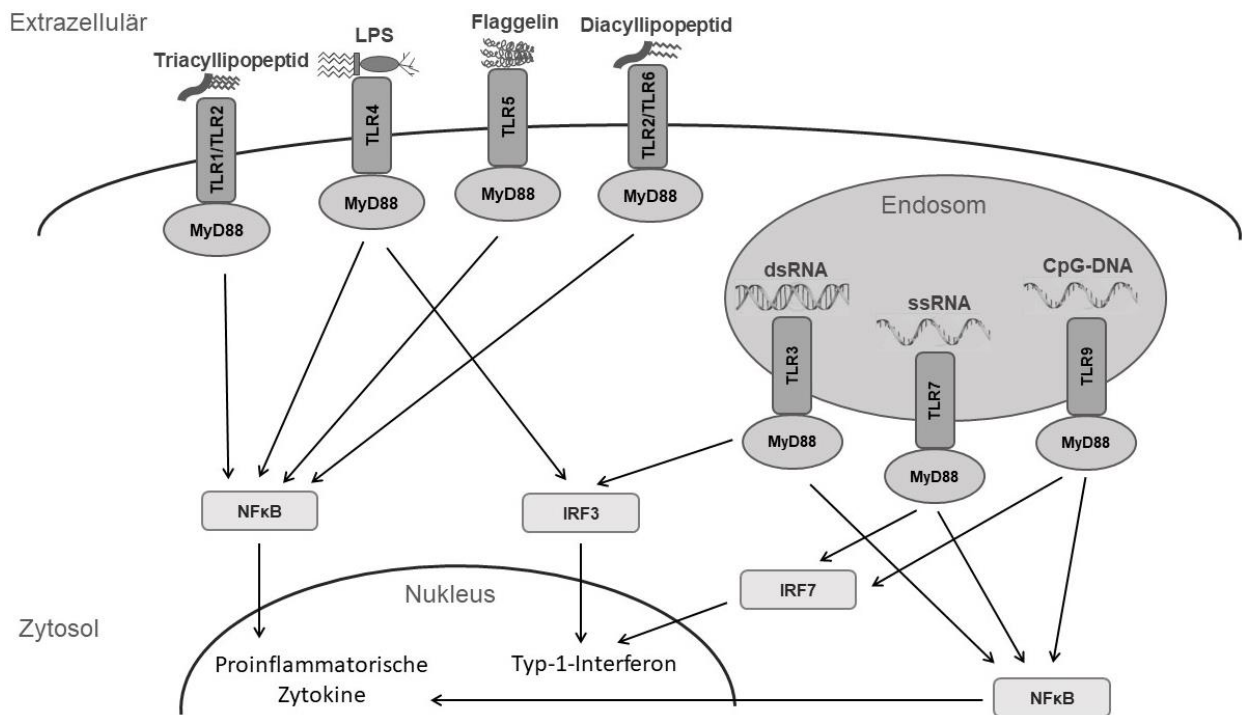 Extrazellulär
Triacyllipopeptid
LPS
Flaggelin
Diacyllipopeptid
TLR1/TLR2
TLR4
TLR5
TLR2/TLR6
MyD88
MyD88
MyD88
MyD88
Endosom
dsRNA
ssRNA
CpG-DNA
TLR3
TLR7
TLR9
MyD88
MyD88
MyD88
NFκB
IRF3
IRF7
Nukleus
Zytosol
Proinflammatorische
Zytokine
Typ-1-Interferon
NFκB